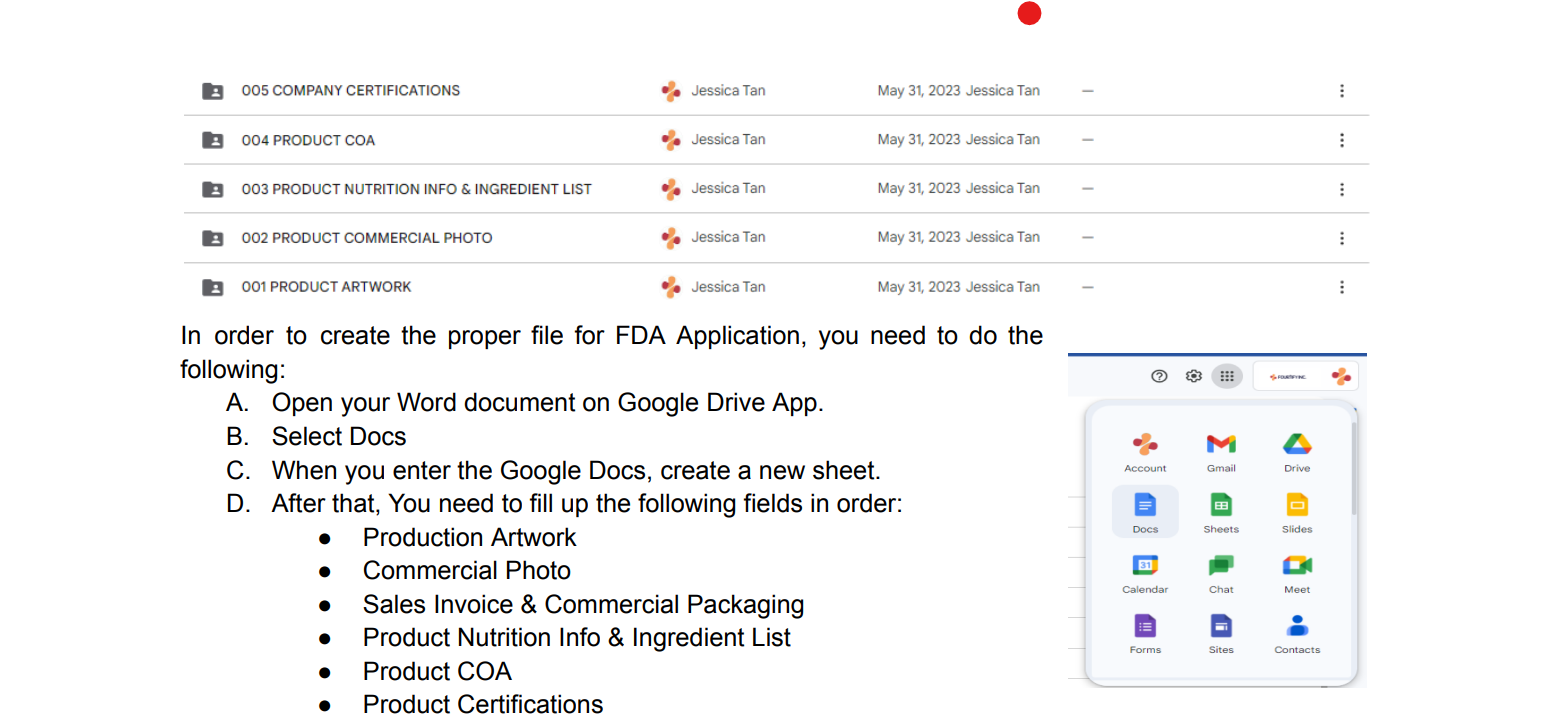 005 COMPANY CERTIFICATIONS Jessica Tan May 31, 2023 Jessica Tan —
004 PRODUCT COA Jessica Tan May 31, 2023 Jessica Tan —
003 PRODUCT NUTRITION INFO & INGREDIENT LIST Jessica Tan May 31, 2023 Jessica Tan —
002 PRODUCT COMMERCIAL PHOTO Jessica Tan May 31, 2023 Jessica Tan —
001 PRODUCT ARTWORK Jessica Tan May 31, 2023 Jessica Tan —
In order to create the proper file for FDA Application, you need to do the
following:
A. Open your Word document on Google Drive App.
B. Select Docs
C. When you enter the Google Docs, create a new sheet.
D. After that, You need to fill up the following fields in order:
● Production Artwork
● Commercial Photo
● Sales Invoice & Commercial Packaging
● Product Nutrition Info & Ingredient List
● Product COA
● Product Certifications
FOURTIFY INC.
Account Gmail Drive
Docs Sheets Slides
31
Calendar Chat Meet
Forms Sites Contacts